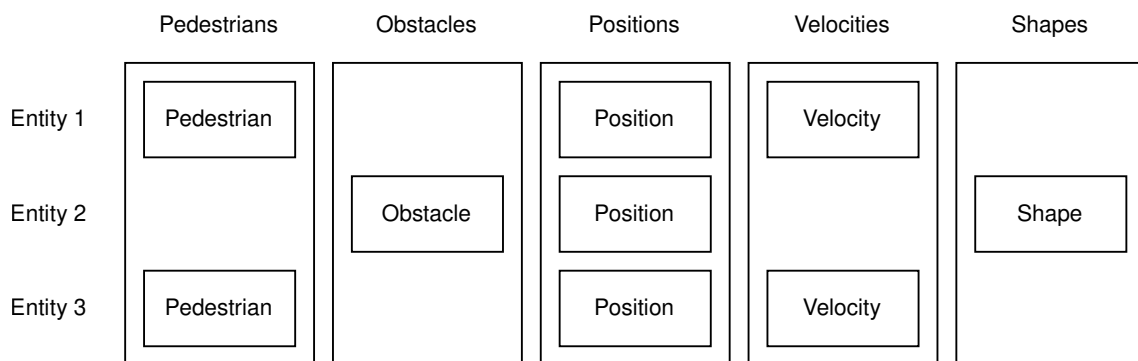 Pedestrians Obstacles Positions Velocities Shapes
Entity 1 Pedestrian Position Velocity
Entity 2 Obstacle Position Shape
Entity 3 Pedestrian Position Velocity